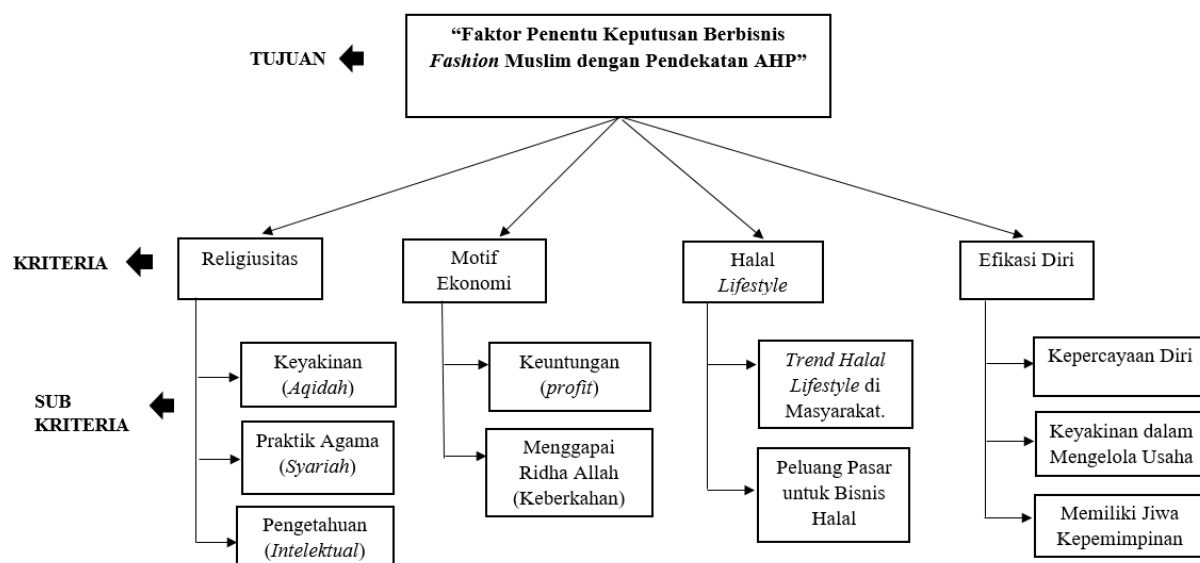 TUJUAN
“Faktor Penentu Keputusan Berbisnis
Fashion Muslim dengan Pendekatan AHP”
KRITERIA
Religiusitas
Motif
Ekonomi
Halal
Lifestyle
Efikasi Diri
SUB
KRITERIA
Keyakinan
(Aqidah)
Praktik Agama
(Syariah)
Pengetahuan
(Intelektual)
Keuntungan
(profit)
Menggapai
Ridha Allah
(Keberkahan)
Trend Halal
Lifestyle di
Masyarakat.
Peluang Pasar
untuk Bisnis
Halal
Kepercayaan Diri
Keyakinan dalam
Mengelola Usaha
Memiliki Jiwa
Kepemimpinan